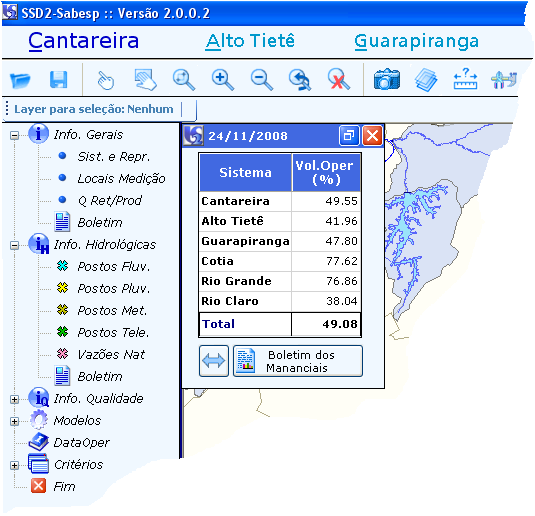 SSD2-Sabesp :: Versão 2.0.0.2
Cantareira Alto Tietê Guarapiranga
Layer para seleção: Nenhum
Info. Gerais
Sist. e Repr.
Locais Medição
Q Ret/Prod
Boletim
Info. Hidrológicas
Postos Fluv.
Postos Pluv.
Postos Met.
Postos Tele.
Vazões Nat
Boletim
Info. Qualidade
Modelos
DataOper
Critérios
Fim
24/11/2008
Sistema Vol.Oper (%)
Cantareira 49.55
Alto Tietê 41.96
Guarapiranga 47.80
Cotia 77.62
Rio Grande 76.86
Rio Claro 38.04
Total 49.08
Boletim dos
Mananciais